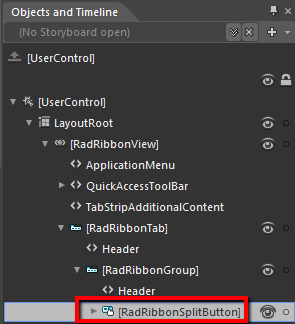 Objects and Timeline
(No Storyboard open)
[UserControl]
[UserControl]
LayoutRoot
[RadRibbonView]
ApplicationMenu
QuickAccessToolBar
TabStripAdditionalContent
[RadRibbonTab]
Header
[RadRibbonGroup]
Header
[RadRibbonSplitButton]